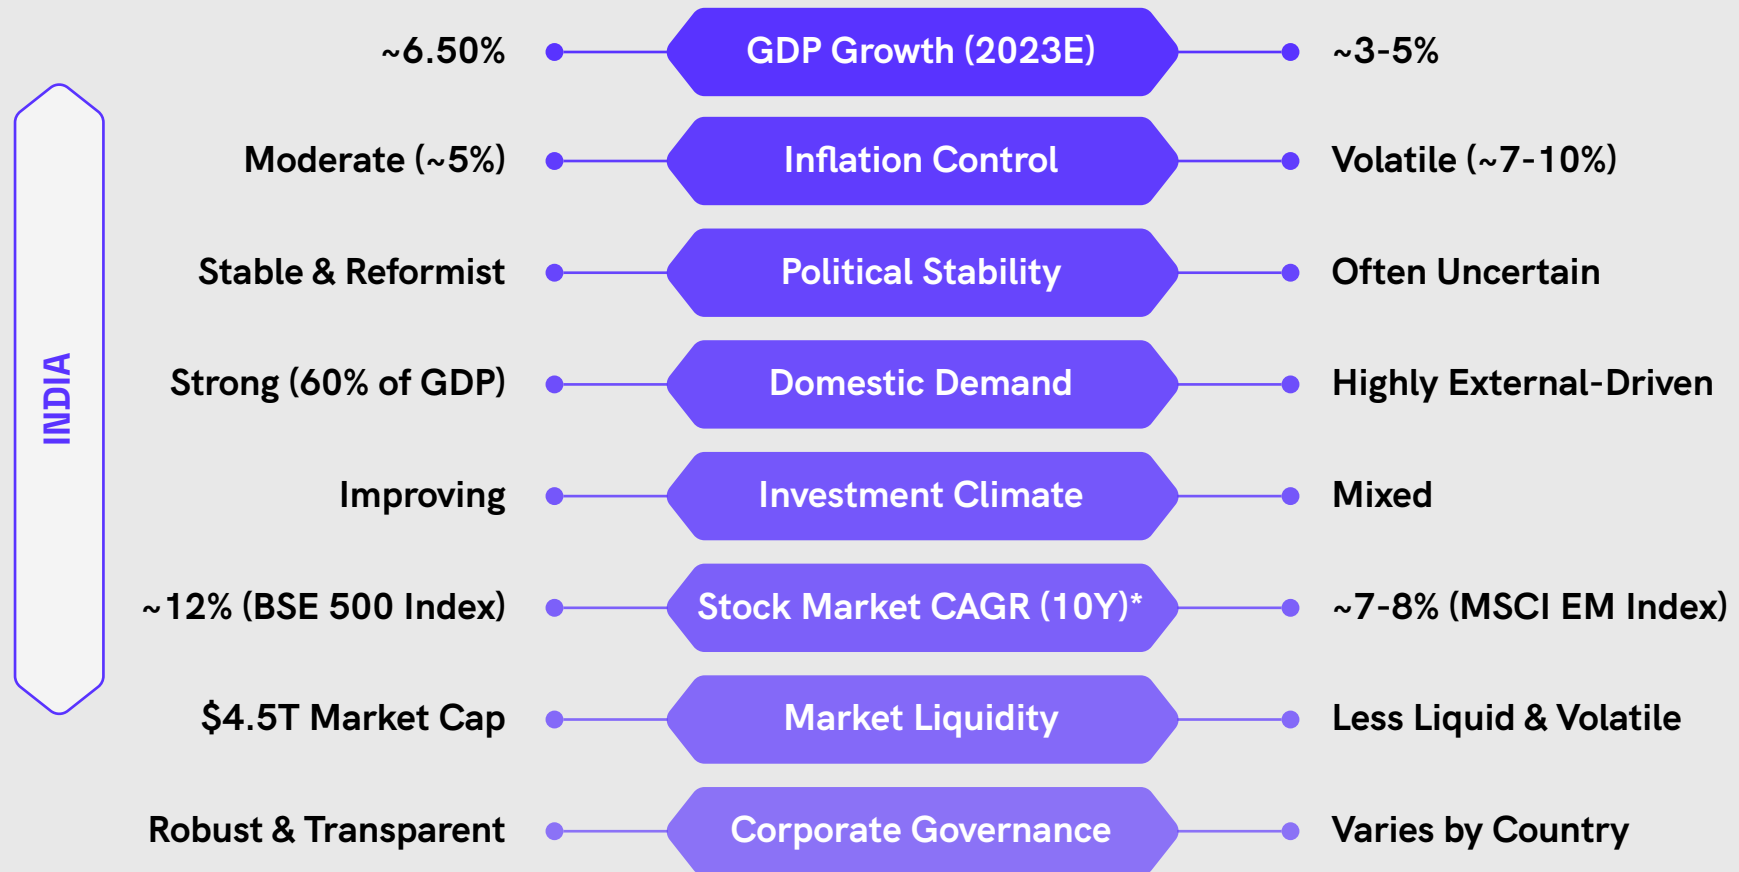 ~6.50% GDP Growth (2023E) ~3-5%
Moderate (~5%) Inflation Control Volatile (~7-10%)
Stable & Reformist Political Stability Often Uncertain
INDIA
Strong (60% of GDP) Domestic Demand Highly External-Driven
Improving Investment Climate Mixed
~12% (BSE 500 Index) Stock Market CAGR (10Y)* ~7-8% (MSCI EM Index)
$4.5T Market Cap Market Liquidity Less Liquid & Volatile
Robust & Transparent Corporate Governance Varies by Country